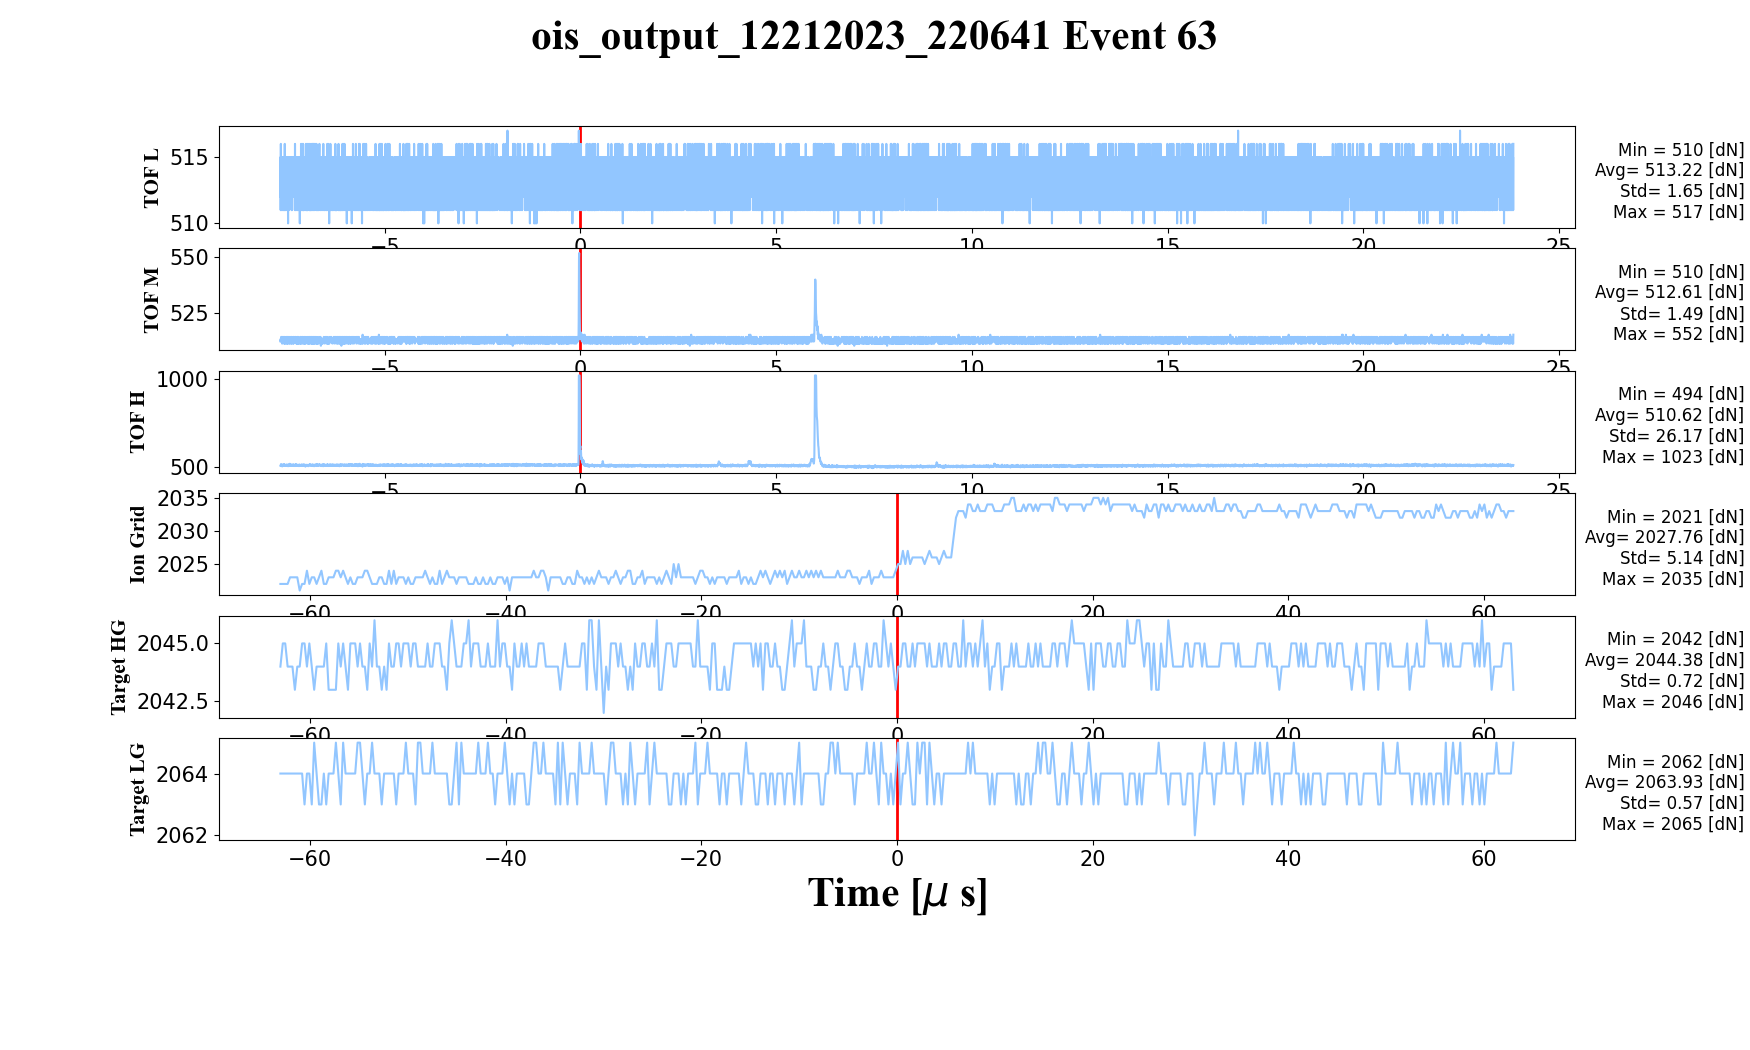 ois_output_12212023_220641 Event 63
TOF L
515
510
−5 0 5 10 15 20 25
Min = 510 [dN]
Avg= 513.22 [dN]
Std= 1.65 [dN]
Max = 517 [dN]
TOF M
550
525
−5 0 5 10 15 20 25
Min = 510 [dN]
Avg= 512.61 [dN]
Std= 1.49 [dN]
Max = 552 [dN]
TOF H
1000
500
−5 0 5 10 15 20 25
Min = 494 [dN]
Avg= 510.62 [dN]
Std= 26.17 [dN]
Max = 1023 [dN]
Ion Grid
2035
2030
2025
−60 −40 −20 0 20 40 60
Min = 2021 [dN]
Avg= 2027.76 [dN]
Std= 5.14 [dN]
Max = 2035 [dN]
Target HG
2045.0
2042.5
−60 −40 −20 0 20 40 60
Min = 2042 [dN]
Avg= 2044.38 [dN]
Std= 0.72 [dN]
Max = 2046 [dN]
Target LG
2064
2062
−60 −40 −20 0 20 40 60
Min = 2062 [dN]
Avg= 2063.93 [dN]
Std= 0.57 [dN]
Max = 2065 [dN]
Time [μ s]